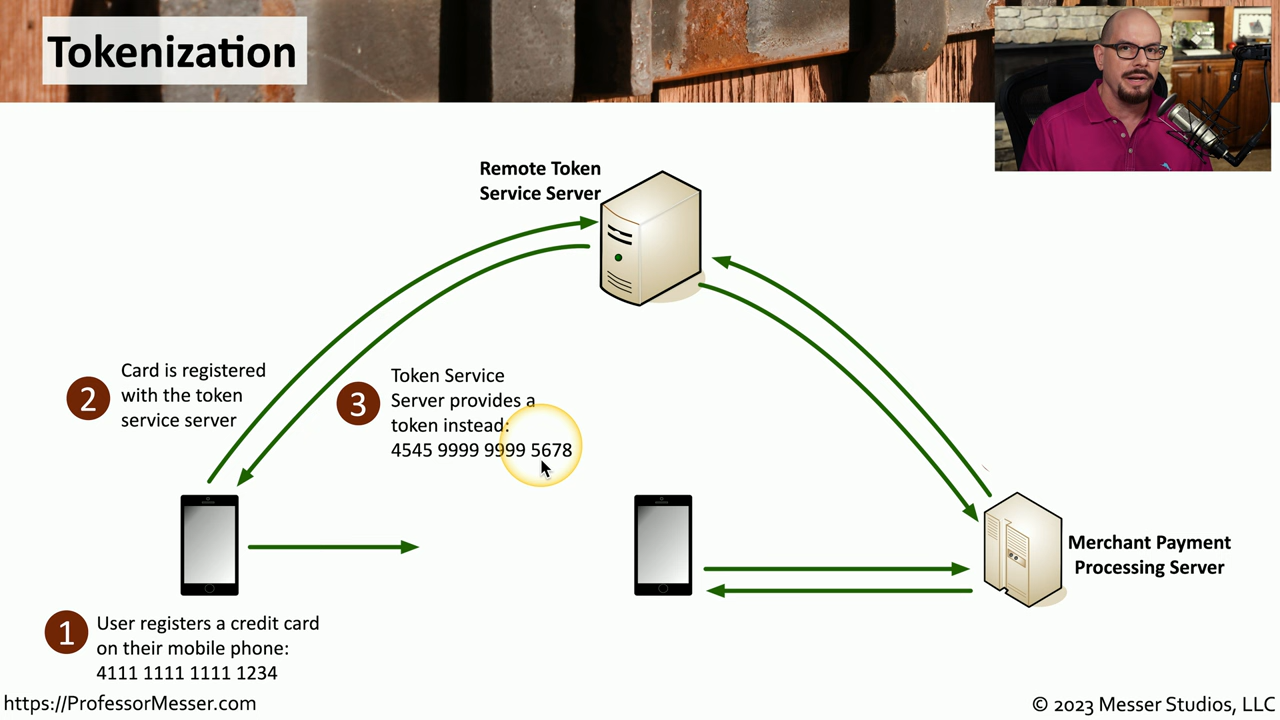 Tokenization
Remote Token
Service Server
2
Card is registered
with the token
service server
3
Token Service
Server provides a
token instead:
4545 9999 9999 5678
Merchant Payment
Processing Server
1
User registers a credit card
on their mobile phone:
4111 1111 1111 1234
https://ProfessorMesser.com
© 2023 Messer Studios, LLC